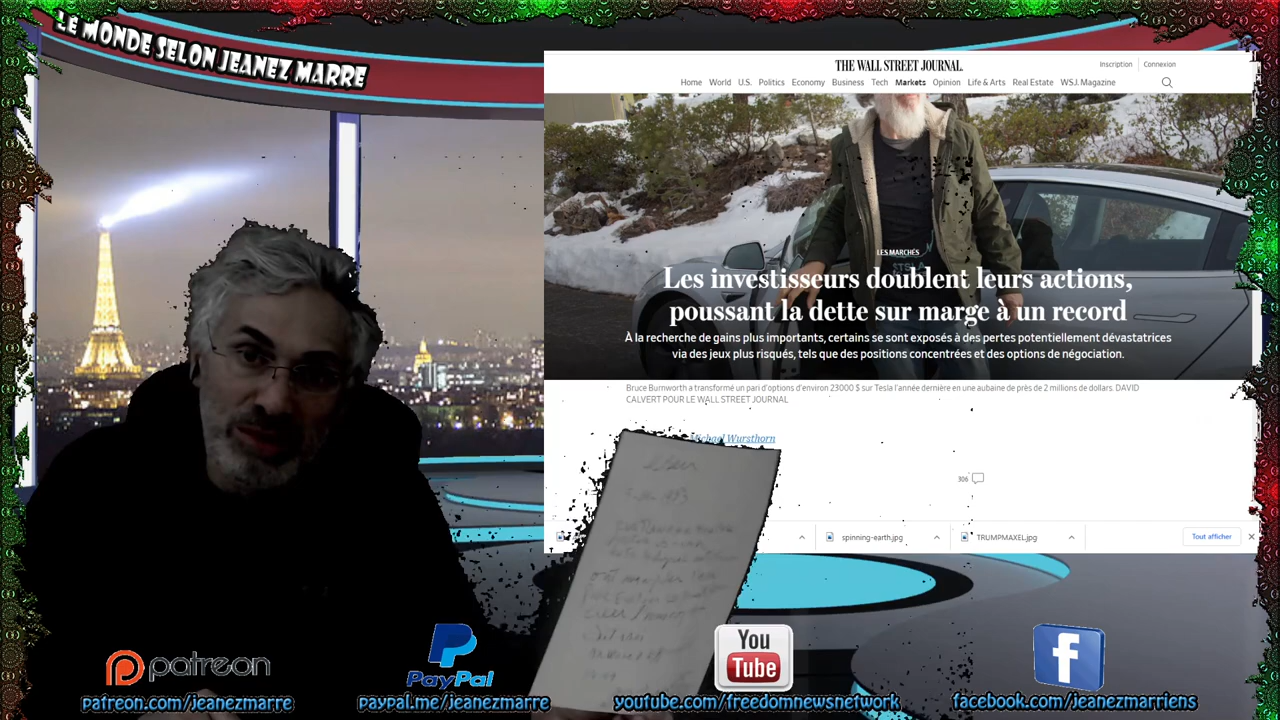 LE MONDE SELON JEANEZ MARRE
THE WALL STREET JOURNAL.
Inscription
Connexion
Home World U.S. Politics Economy Business Tech Markets Opinion Life & Arts Real Estate WSJ. Magazine
LES MARCHÉS
Les investisseurs doublent leurs actions,
poussant la dette sur marge à un record
À la recherche de gains plus importants, certains se sont exposés à des pertes potentiellement dévastatrices
via des jeux plus risqués, tels que des positions concentrées et des options de négociation.
Bruce Burnworth a transformé un pari d'options d'environ 23000 $ sur Tesla l'année dernière en une aubaine de près de 2 millions de dollars. DAVID
CALVERT POUR LE WALL STREET JOURNAL
Michael Wursthorn
306
spinning-earth.jpg
TRUMPMAXEL.jpg
Tout afficher
patreon
PayPal
You
Tube
f
patreon.com/jeanezmarre
paypal.me/jeanezmarre
youtube.com/freedomnewsnetwork
facebook.com/jeanezmarriens